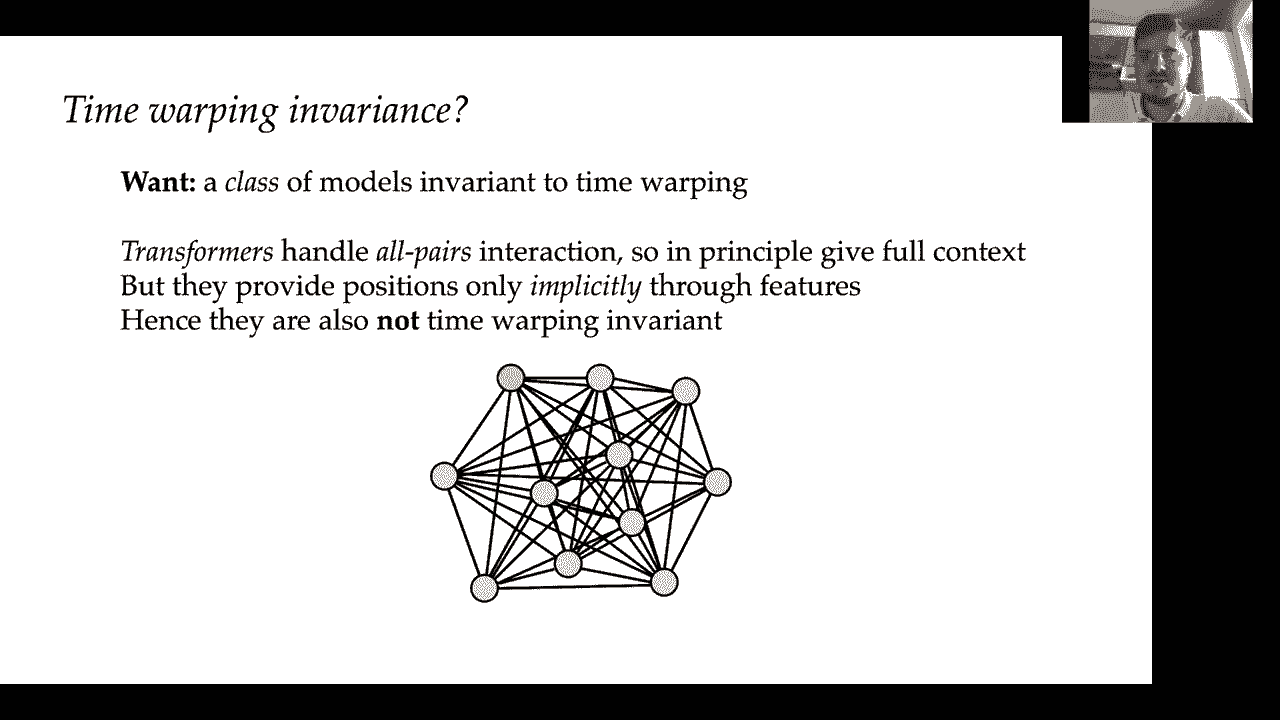 Time warping invariance?
Want: a class of models invariant to time warping
Transformers handle all-pairs interaction, so in principle give full context
But they provide positions only implicitly through features
Hence they are also not time warping invariant